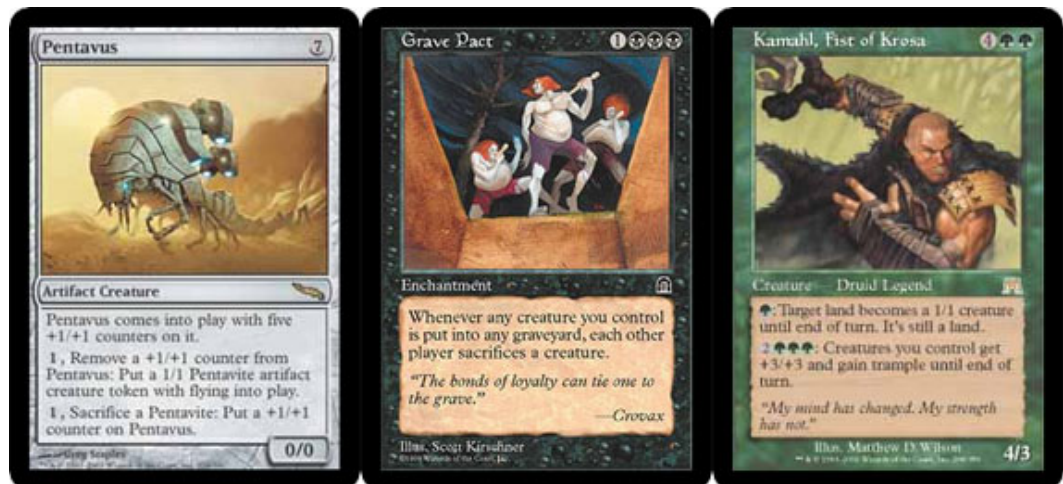 Pentavus 7
Artifact Creature
Pentavus comes into play with five
+1/+1 counters on it.
1, Remove a +1/+1 counter from
Pentavus: Put a 1/1 Pentavite artifact
creature token with flying into play.
1, Sacrifice a Pentavite: Put a +1/+1
counter on Pentavus.
Greg Staples
0/0
Grave Pact 1
Enchantment
Whenever any creature you control
is put into any graveyard, each other
player sacrifices a creature.
"The bonds of loyalty can tie one to
the grave."
—Crovax
Illus. Scott Kirschner
Kamahl, Fist of Krosa 4
Creature — Druid Legend
:Target land becomes a 1/1 creature
until end of turn. It's still a land.
2: Creatures you control get
+3/+3 and gain trample until end of
turn.
"My mind has changed. My strength
has not."
Illus. Matthew D. Wilson
4/3